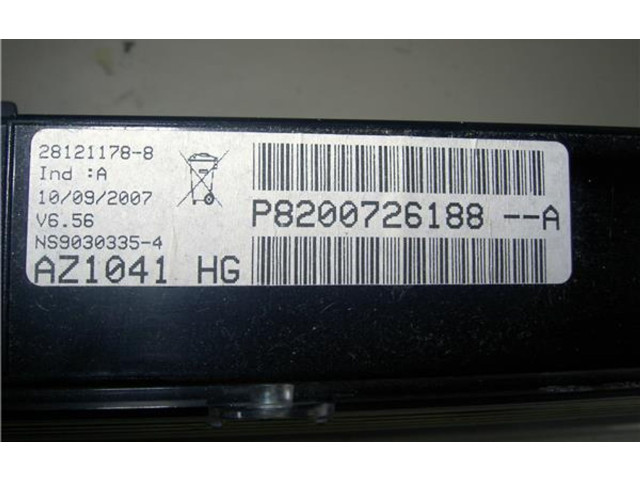 28121178-8
Ind :A
10/09/2007
V6.56
NS9030335-4
AZ1041 HG
P8200726188 --A